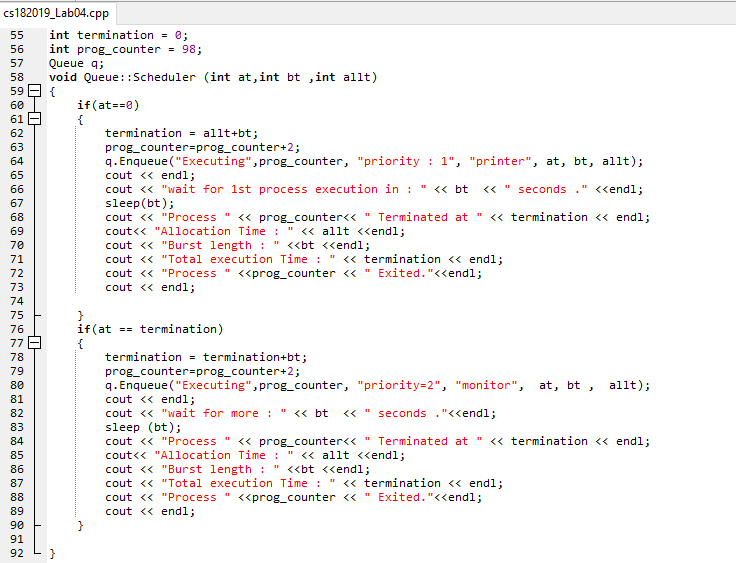 cs182019_Lab04.cpp
55 int termination = 0;
56 int prog_counter = 98;
57 Queue q;
58 void Queue::Scheduler (int at,int bt ,int allt)
59 {
60 if(at==0)
61 {
62 termination = allt+bt;
63 prog_counter=prog_counter+2;
64 q.Enqueue("Executing",prog_counter, "priority : 1", "printer", at, bt, allt);
65 cout << endl;
66 cout << "wait for 1st process execution in : " << bt  << " seconds ." <<endl;
67 sleep(bt);
68 cout << "Process " << prog_counter<< " Terminated at " << termination << endl;
69 cout<< "Allocation Time : " << allt <<endl;
70 cout << "Burst length : " <<bt <<endl;
71 cout << "Total execution Time : " << termination << endl;
72 cout << "Process " <<prog_counter << " Exited."<<endl;
73 cout << endl;
74
75 }
76 if(at == termination)
77 {
78 termination = termination+bt;
79 prog_counter=prog_counter+2;
80 q.Enqueue("Executing",prog_counter, "priority=2", "monitor",  at, bt ,  allt);
81 cout << endl;
82 cout << "wait for more : " << bt  << " seconds ."<<endl;
83 sleep (bt);
84 cout << "Process " << prog_counter<< " Terminated at " << termination << endl;
85 cout<< "Allocation Time : " << allt <<endl;
86 cout << "Burst length : " <<bt <<endl;
87 cout << "Total execution Time : " << termination << endl;
88 cout << "Process " <<prog_counter << " Exited."<<endl;
89 cout << endl;
90 }
91
92 }